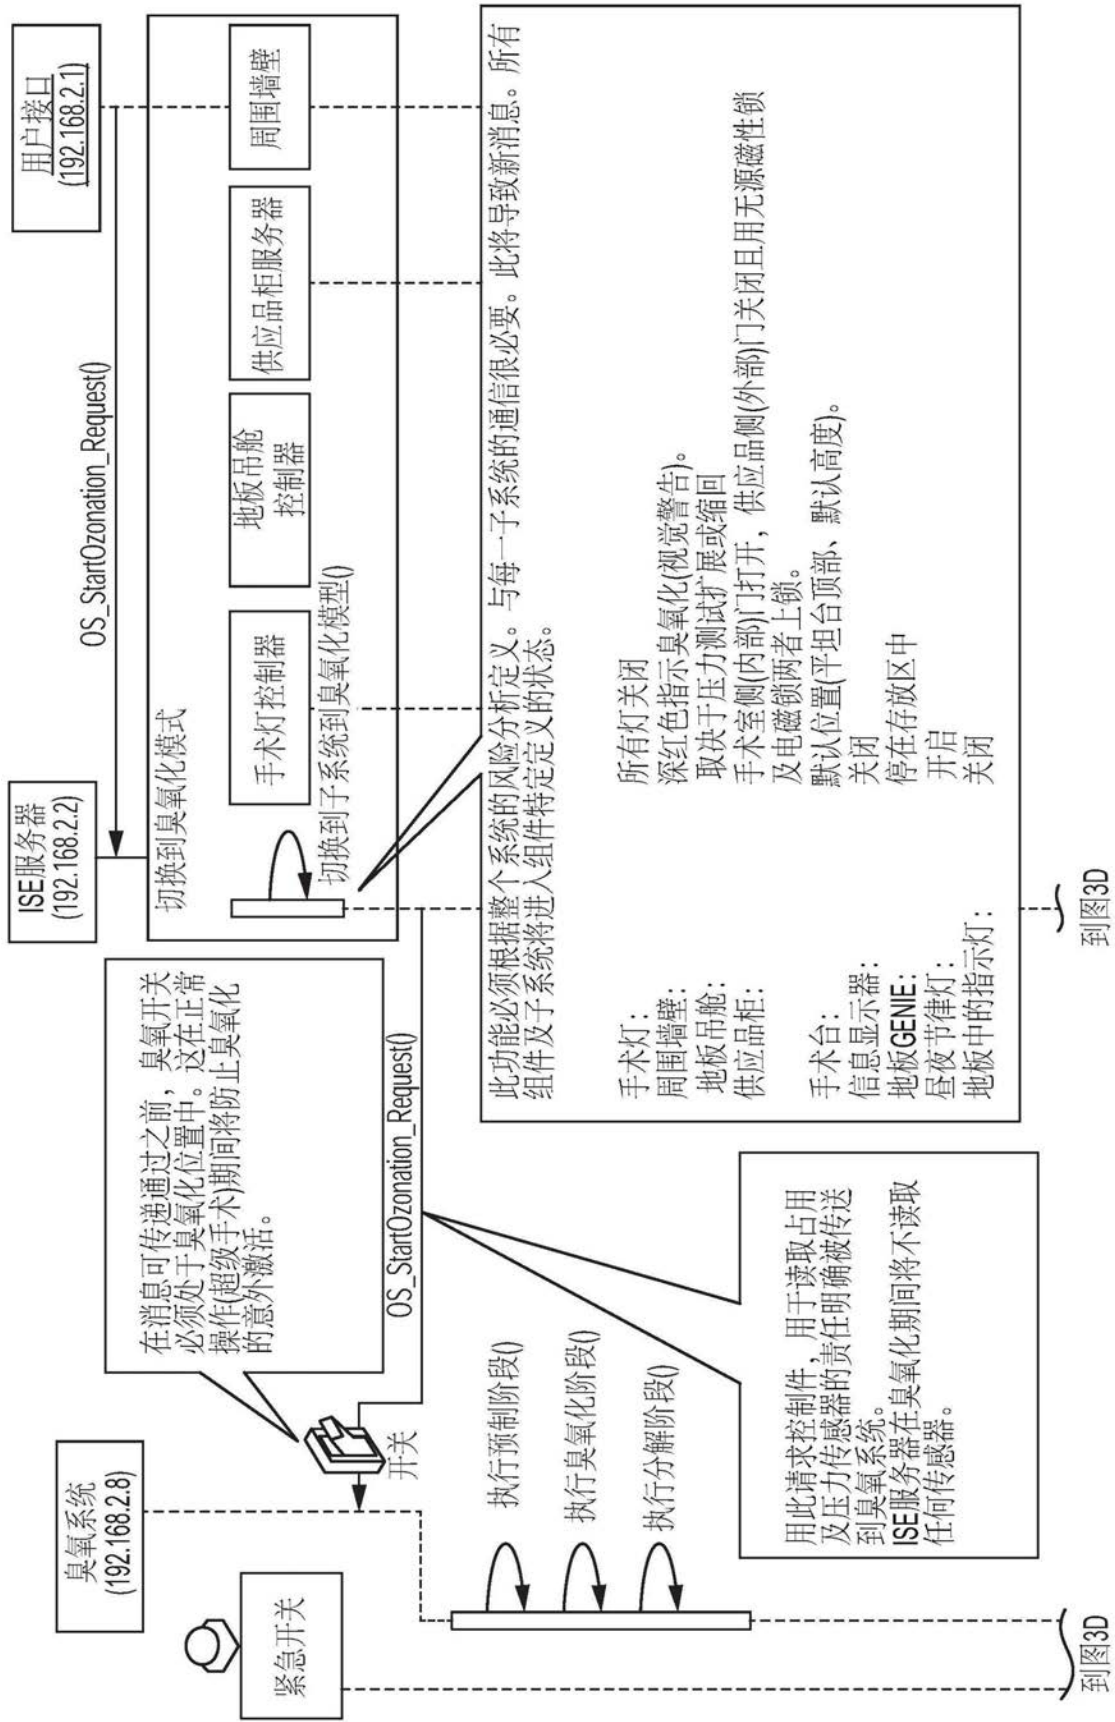 臭氧系统
(192.168.2.8)
紧急开关
在消息可传递通过之前，臭氧开关
必须处于臭氧化位置中。这在正常
操作(超级手术)期间将防止臭氧化
的意外激活。
开关
OS_StartOzonation_Request()
执行预制阶段()
执行臭氧化阶段()
执行分解阶段()
用此请求控制件，用于读取占用
及压力传感器的责任明确被传送
到臭氧系统。
ISE服务器在臭氧化期间将不读取
任何传感器。
到图3D
ISE服务器
(192.168.2.2)
用户接口
(192.168.2.1)
OS_StartOzonation_Request()
切换到臭氧化模式
手术灯控制器
地板吊舱
控制器
供应品柜服务器
周围墙壁
切换到子系统到臭氧化模型()
此功能必须根据整个系统的风险分析定义。与每一子系统的通信很必要。此将导致新消息。所有
组件及子系统将进入组件特定定义的状态。
手术灯： 所有灯关闭
周围墙壁： 深红色指示臭氧化(视觉警告)。
地板吊舱： 取决于压力测试扩展或缩回
供应品柜： 手术室侧(内部)门打开，供应品侧(外部)门关闭且用无源磁性锁
及电磁锁两者上锁。
手术台： 默认位置(平坦台顶部、默认高度)。
信息显示器： 关闭
地板GENIE： 停在存放区中
昼夜节律灯： 开启
地板中的指示灯： 关闭
到图3D